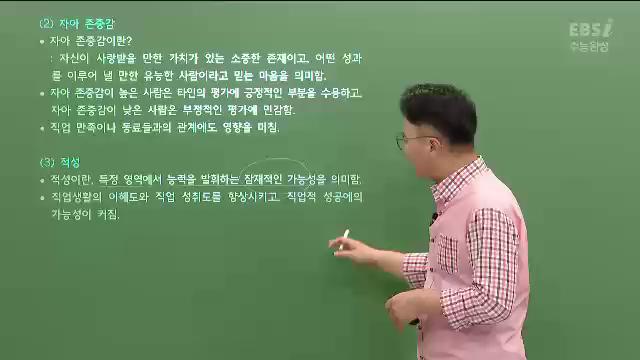 EBSi
수능완성
(2) 자아 존중감
• 자아 존중감이란?
: 자신이 사랑받을 만한 가치가 있는 소중한 존재이고, 어떤 성과
를 이루어 낼 만한 유능한 사람이라고 믿는 마음을 의미함.
• 자아 존중감이 높은 사람은 타인의 평가에 긍정적인 부분을 수용하고,
자아 존중감이 낮은 사람은 부정적인 평가에 민감함.
• 직업 만족이나 동료들과의 관계에도 영향을 미침.
(3) 적성
• 적성이란, 특정 영역에서 능력을 발휘하는 잠재적인 가능성을 의미함.
• 직업생활의 이해도와 직업 성취도를 향상시키고, 직업적 성공에의
가능성이 커짐.